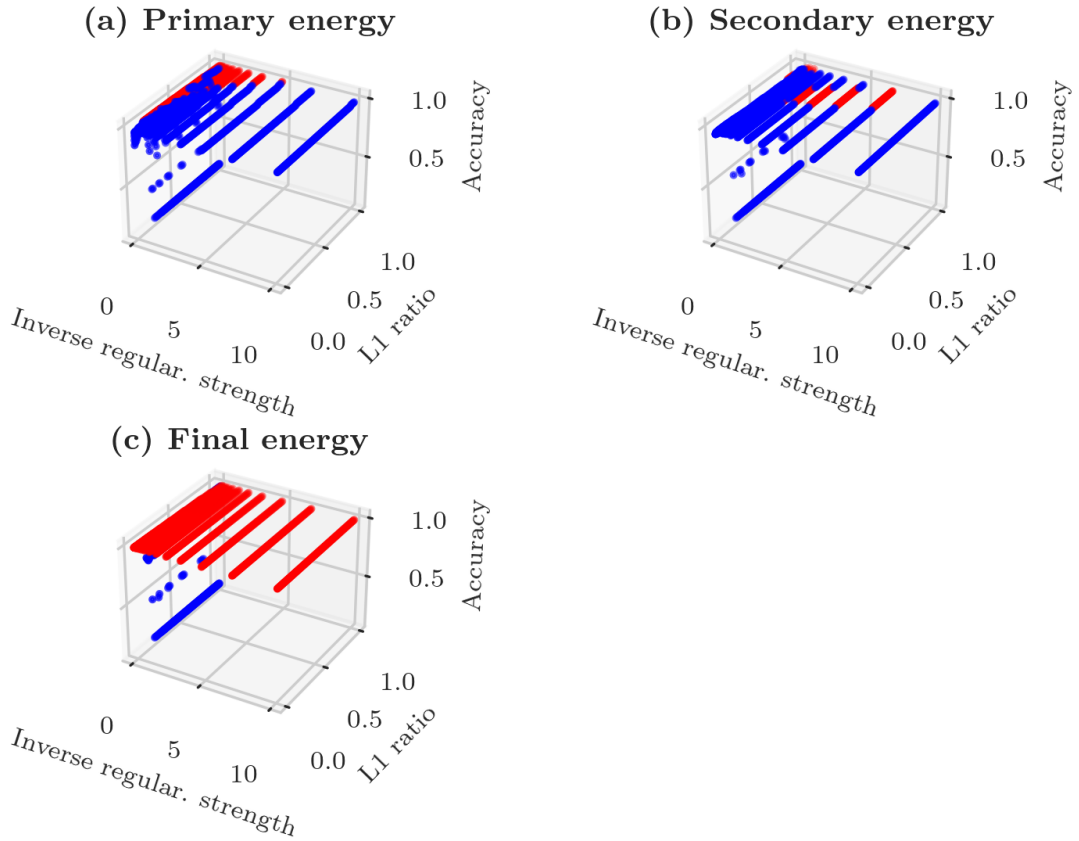 (a) Primary energy
1.0
0.5
Accuracy
1.0
0.5
0.0
L1 ratio
0
5
10
Inverse regular. strength
(b) Secondary energy
1.0
0.5
Accuracy
1.0
0.5
0.0
L1 ratio
0
5
10
Inverse regular. strength
(c) Final energy
1.0
0.5
Accuracy
1.0
0.5
0.0
L1 ratio
0
5
10
Inverse regular. strength